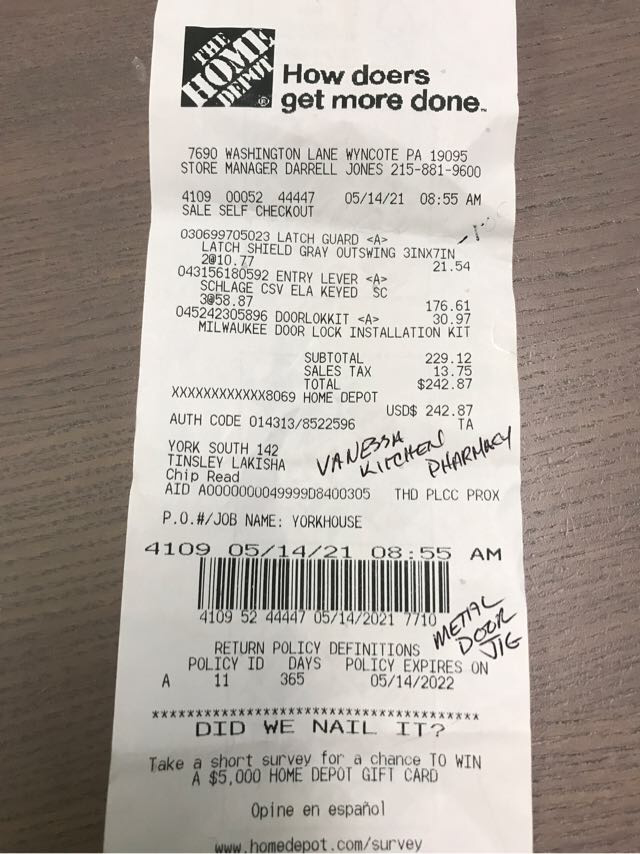 THE
HOME
DEPOT
How doers
get more done.
7690 WASHINGTON LANE WYNCOTE PA 19095
STORE MANAGER DARRELL JONES 215-881-9600
4109 00052 44447 05/14/21 08:55 AM
SALE SELF CHECKOUT
030699705023 LATCH GUARD <A>
LATCH SHIELD GRAY OUTSWING 3INX7IN
2@10.77 21.54
043156180592 ENTRY LEVER <A>
SCHLAGE CSV ELA KEYED SC
3@58.87 176.61
045242305896 DOORLOKKIT <A> 30.97
MILWAUKEE DOOR LOCK INSTALLATION KIT
SUBTOTAL 229.12
SALES TAX 13.75
TOTAL $242.87
XXXXXXXXXXXX8069 HOME DEPOT
USD$ 242.87
AUTH CODE 014313/8522596 TA
YORK SOUTH 142
TINSLEY LAKISHA
VANESSA
KITCHEN
PHARMACY
Chip Read
AID A0000000049999D8400305 THD PLCC PROX
P.O.#/JOB NAME: YORKHOUSE
4109 05/14/21 08:55 AM
4109 52 44447 05/14/2021 7710
METAL
DOOR
JIG
RETURN POLICY DEFINITIONS
POLICY ID DAYS POLICY EXPIRES ON
A 11 365 05/14/2022
****************************************
DID WE NAIL IT?
Take a short survey for a chance TO WIN
A $5,000 HOME DEPOT GIFT CARD
Opine en español
www.homedepot.com/survey